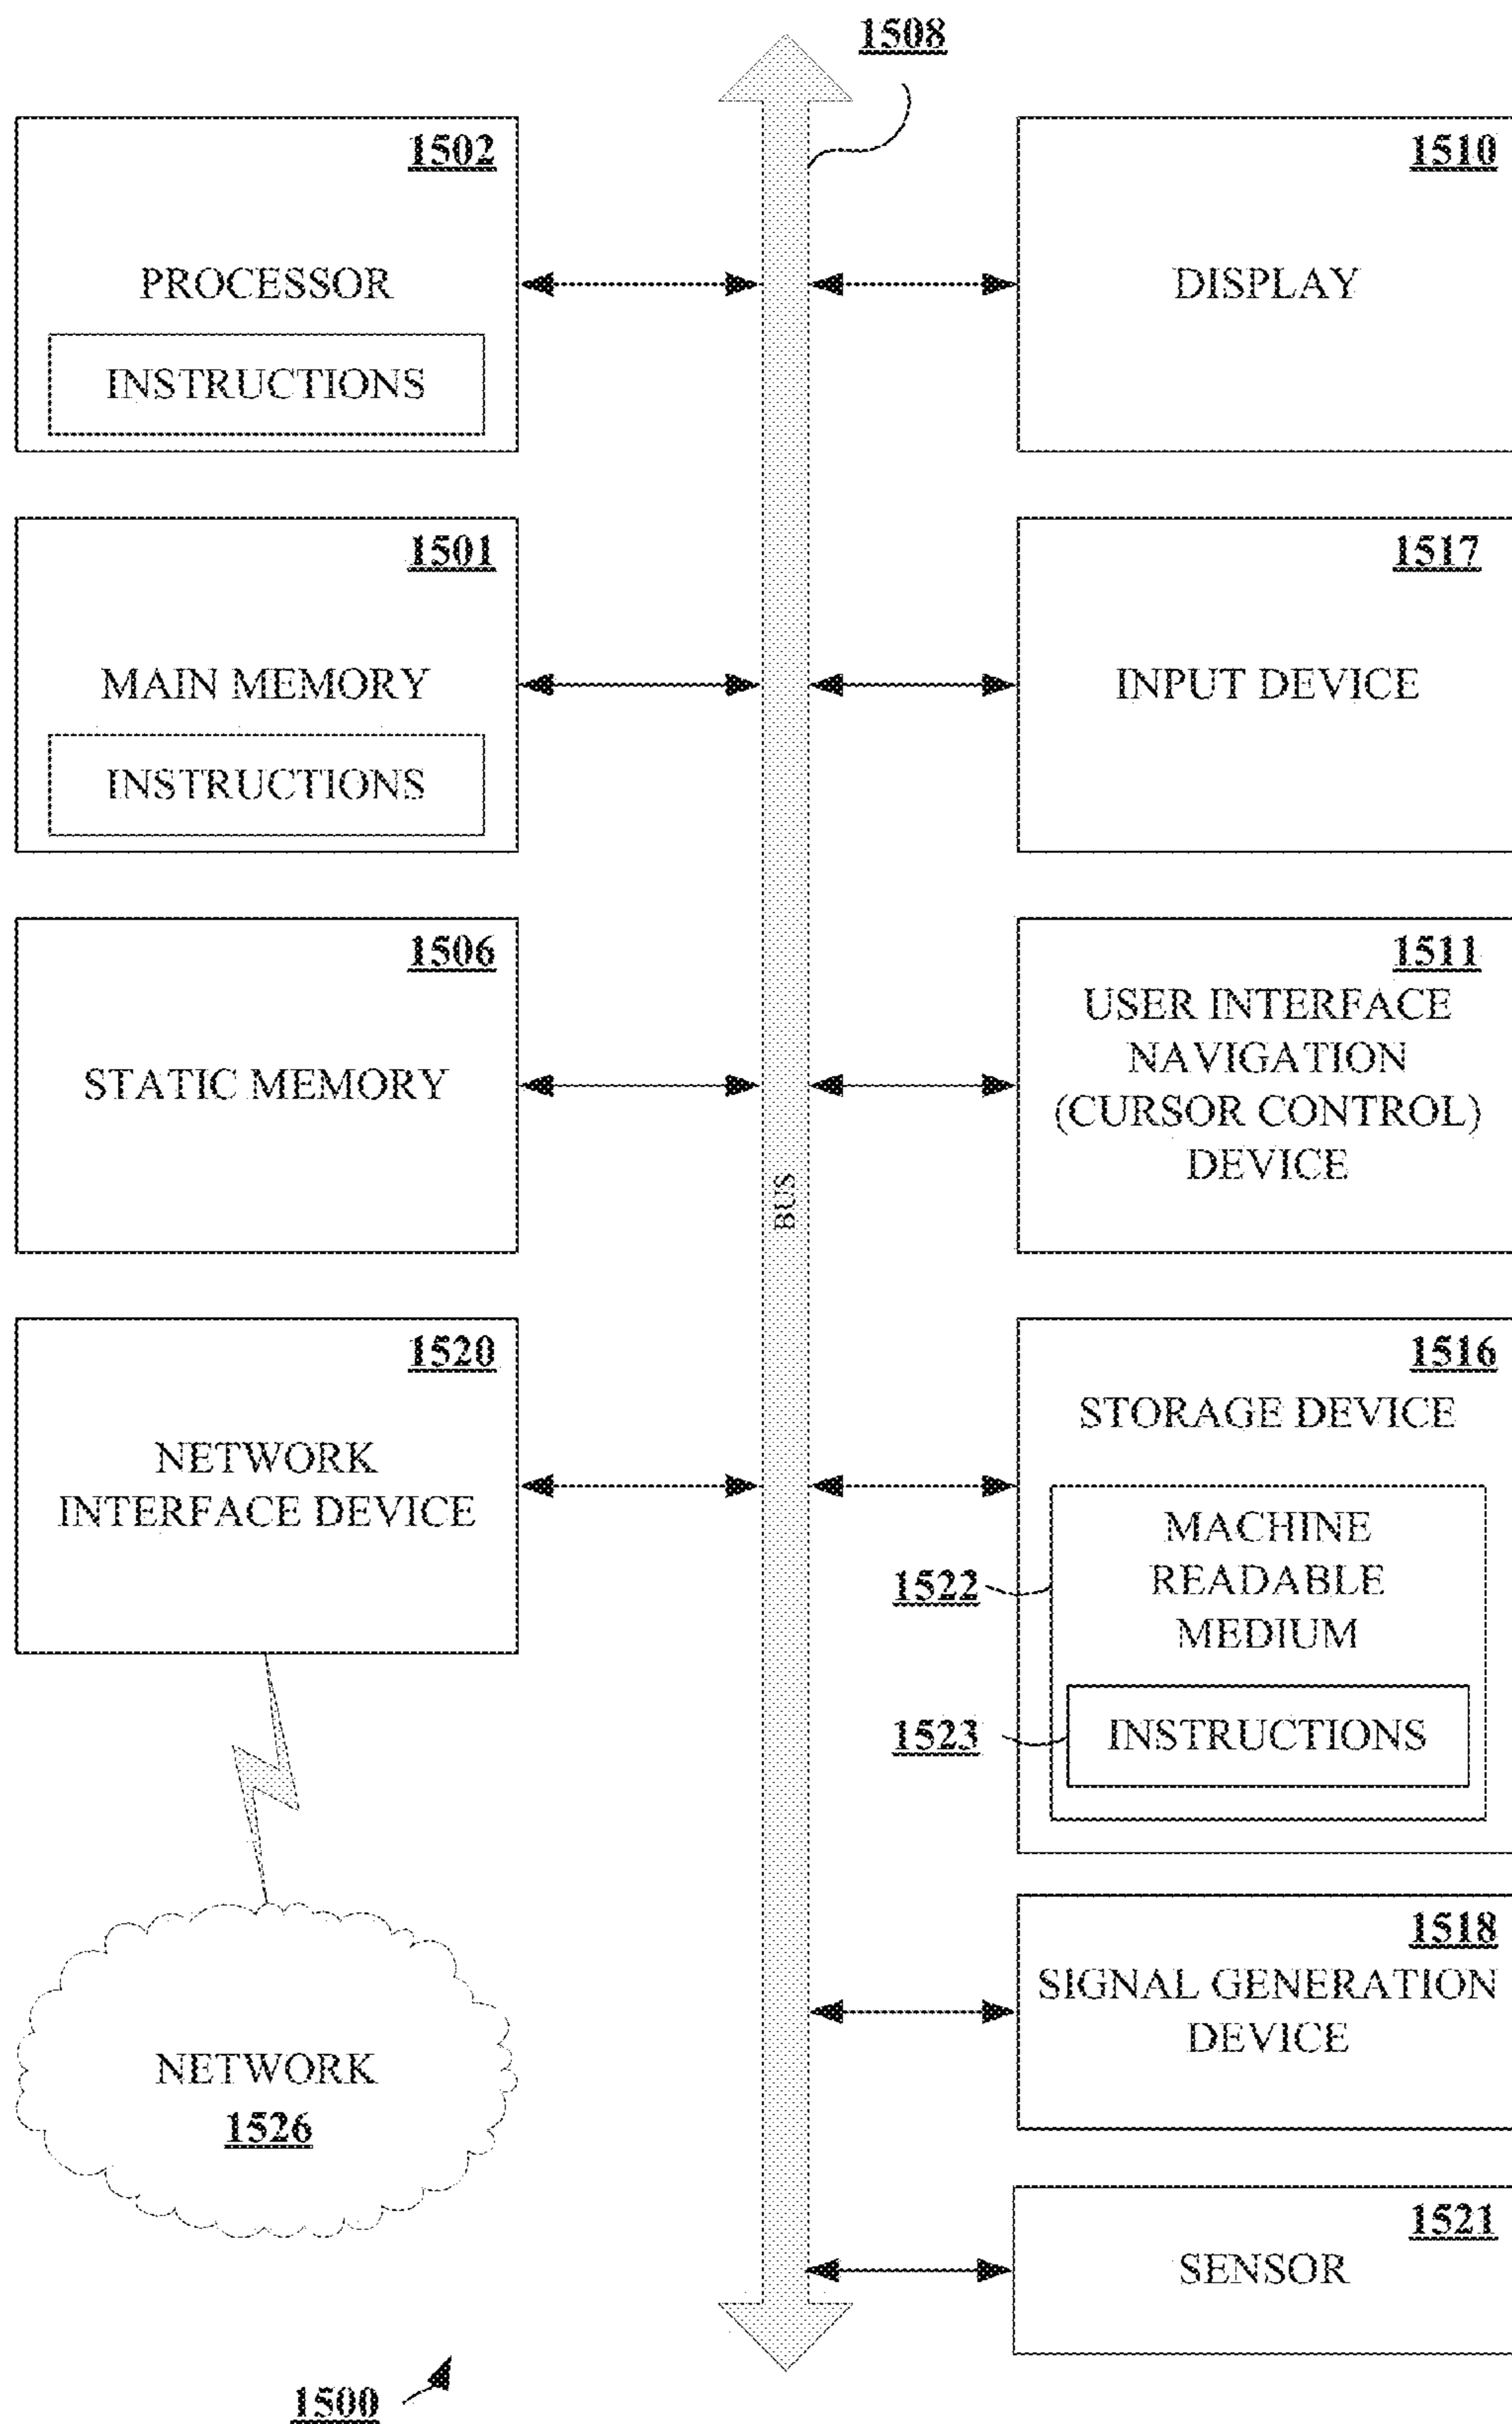 1508
1502
PROCESSOR
INSTRUCTIONS
1510
DISPLAY
1501
MAIN MEMORY
INSTRUCTIONS
1517
INPUT DEVICE
1506
STATIC MEMORY
1511
USER INTERFACE
NAVIGATION
(CURSOR CONTROL)
DEVICE
BUS
1520
NETWORK
INTERFACE DEVICE
1516
STORAGE DEVICE
MACHINE
READABLE
MEDIUM
1522
INSTRUCTIONS
1523
1518
SIGNAL GENERATION
DEVICE
NETWORK
1526
1521
SENSOR
1500